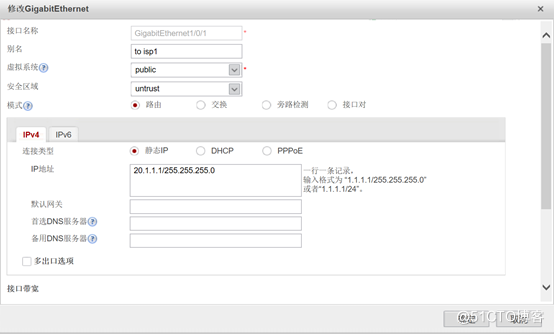 修改GigabitEthernet
接口名称 GigabitEthernet1/0/1 *
别名 to isp1
虚拟系统 ? public *
安全区域 untrust
模式 ? 路由 交换 旁路检测 接口对
IPv4 IPv6
连接类型 静态IP DHCP PPPoE
IP地址 20.1.1.1/255.255.255.0 一行一条记录，
输入格式为 “1.1.1.1/255.255.255.0”
或者“1.1.1.1/24”。
默认网关
首选DNS服务器 ?
备用DNS服务器 ?
多出口选项
接口带宽
@51CTO博客